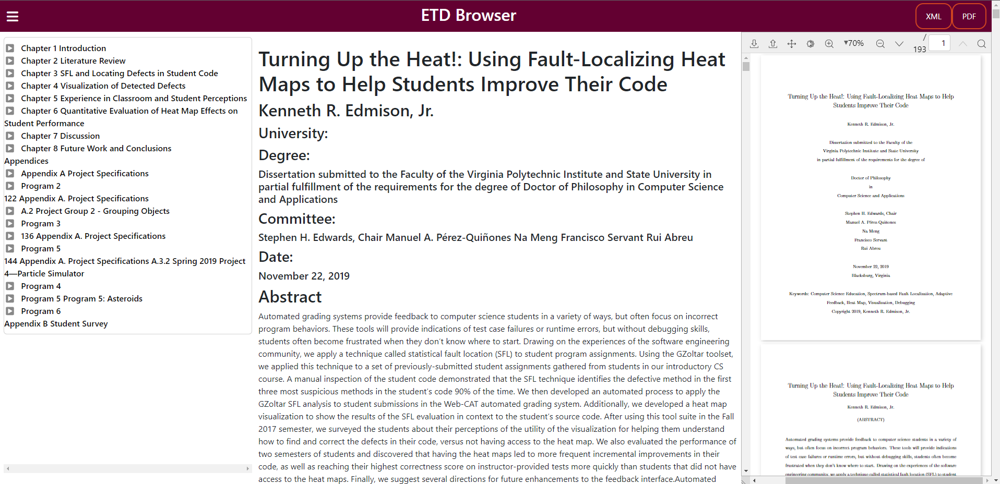 ETD Browser
XML
PDF
Chapter 1 Introduction
Chapter 2 Literature Review
Chapter 3 SFL and Locating Defects in Student Code
Chapter 4 Visualization of Detected Defects
Chapter 5 Experience in Classroom and Student Perceptions
Chapter 6 Quantitative Evaluation of Heat Map Effects on
Student Performance
Chapter 7 Discussion
Chapter 8 Future Work and Conclusions
Appendices
Appendix A Project Specifications
Program 2
122 Appendix A. Project Specifications
A.2 Project Group 2 - Grouping Objects
Program 3
136 Appendix A. Project Specifications
Program 5
144 Appendix A. Project Specifications A.3.2 Spring 2019 Project
4—Particle Simulator
Program 4
Program 5 Program 5: Asteroids
Program 6
Appendix B Student Survey
Turning Up the Heat!: Using Fault-Localizing Heat
Maps to Help Students Improve Their Code
Kenneth R. Edmison, Jr.
University:
Degree:
Dissertation submitted to the Faculty of the Virginia Polytechnic Institute and State University in
partial fulfillment of the requirements for the degree of Doctor of Philosophy in Computer Science
and Applications
Committee:
Stephen H. Edwards, Chair Manuel A. Pérez-Quiñones Na Meng Francisco Servant Rui Abreu
Date:
November 22, 2019
Abstract
Automated grading systems provide feedback to computer science students in a variety of ways, but often focus on incorrect
program behaviors. These tools will provide indications of test case failures or runtime errors, but without debugging skills,
students often become frustrated when they don't know where to start. Drawing on the experiences of the software engineering
community, we apply a technique called statistical fault location (SFL) to student program assignments. Using the GZoltar toolset,
we applied this technique to a set of previously-submitted student assignments gathered from students in our introductory CS
course. A manual inspection of the student code demonstrated that the SFL technique identifies the defective method in the first
three most suspicious methods in the student's code 90% of the time. We then developed an automated process to apply the
GZoltar SFL analysis to student submissions in the Web-CAT automated grading system. Additionally, we developed a heat map
visualization to show the results of the SFL evaluation in context to the student's source code. After using this tool suite in the Fall
2017 semester, we surveyed the students about their perceptions of the utility of the visualization for helping them understand
how to find and correct the defects in their code, versus not having access to the heat map. We also evaluated the performance of
two semesters of students and discovered that having the heat maps led to more frequent incremental improvements in their
code, as well as reaching their highest correctness score on instructor-provided tests more quickly than students that did not have
access to the heat maps. Finally, we suggest several directions for future enhancements to the feedback interface.Automated
70%
/
193
1
Turning Up the Heat!: Using Fault-Localizing Heat Maps to Help
Students Improve Their Code
Kenneth R. Edmison, Jr.
Dissertation submitted to the Faculty of the
Virginia Polytechnic Institute and State University
in partial fulfillment of the requirements for the degree of
Doctor of Philosophy
in
Computer Science and Applications
Stephen H. Edwards, Chair
Manuel A. Pérez-Quiñones
Na Meng
Francisco Servant
Rui Abreu
November 22, 2019
Blacksburg, Virginia
Keywords: Computer Science Education, Spectrum-based Fault Localization, Adaptive
Feedback, Heat Map, Visualization, Debugging
Copyright 2019, Kenneth R. Edmison, Jr.
Turning Up the Heat!: Using Fault-Localizing Heat Maps to Help
Students Improve Their Code
Kenneth R. Edmison, Jr.
(ABSTRACT)
Automated grading systems provide feedback to computer science students in a variety of
ways, but often focus on incorrect program behaviors. These tools will provide indications
of test case failures or runtime errors, but without debugging skills, students often become
frustrated when they don't know where to start. Drawing on the experiences of the software
engineering community, we apply a technique called statistical fault location (SFL) to student